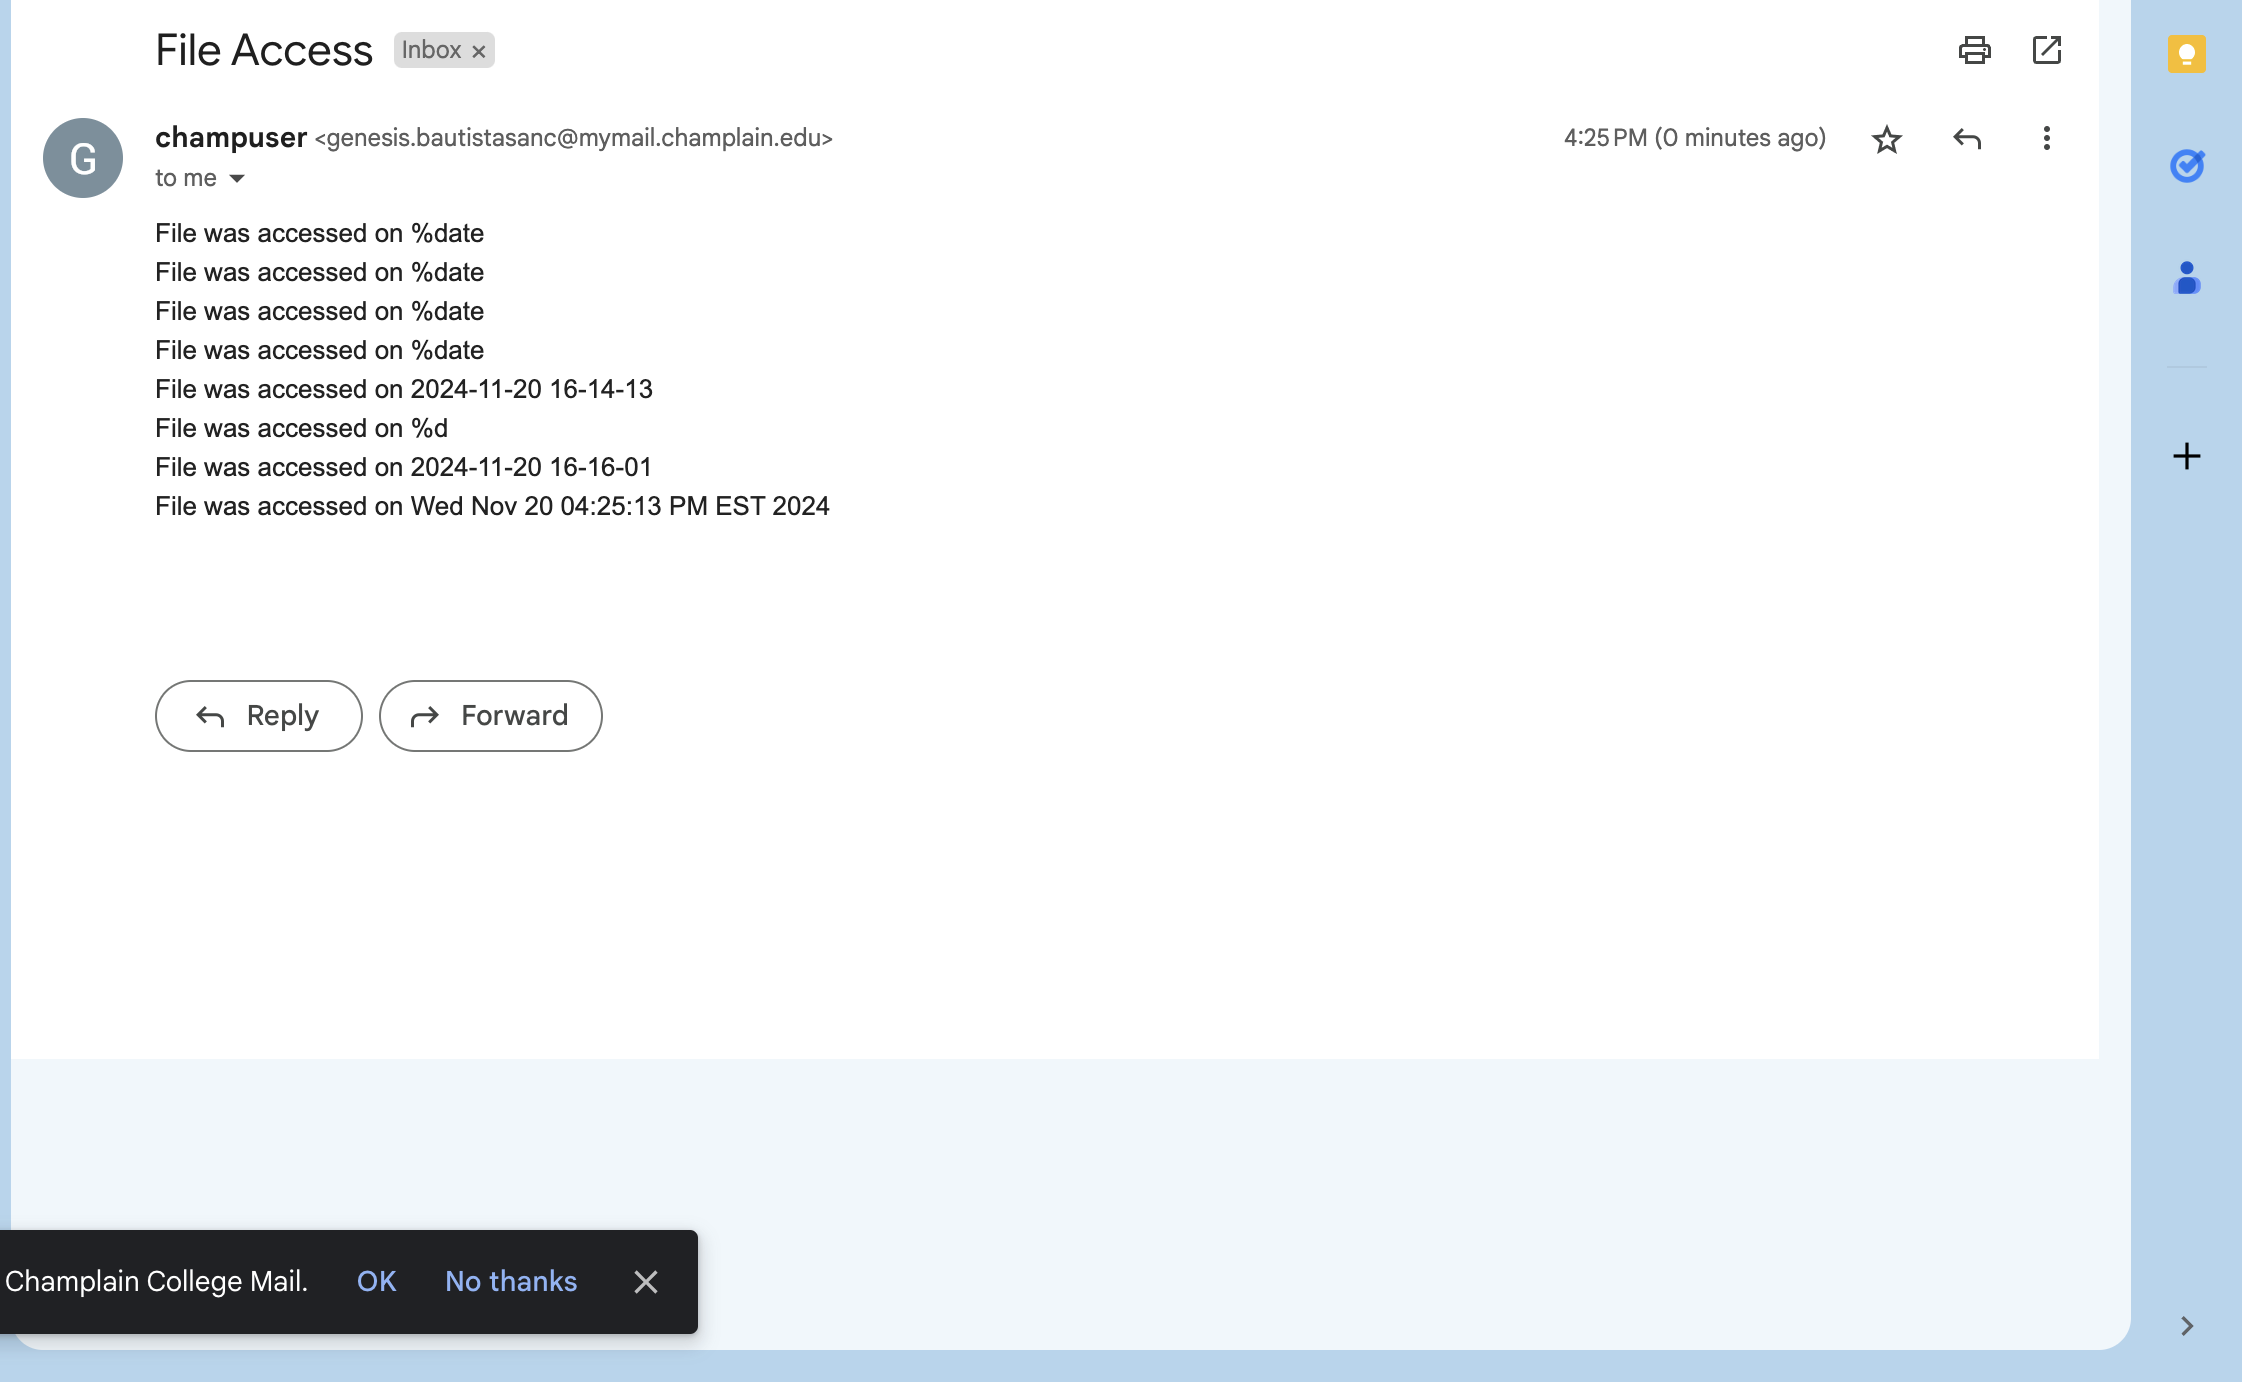 File Access Inbox ×
champuser <genesis.bautistasanc@mymail.champlain.edu> 4:25 PM (0 minutes ago)
G
to me
File was accessed on %date
File was accessed on %date
File was accessed on %date
File was accessed on %date
File was accessed on 2024-11-20 16-14-13
File was accessed on %d
File was accessed on 2024-11-20 16-16-01
File was accessed on Wed Nov 20 04:25:13 PM EST 2024
Reply Forward
Champlain College Mail. OK No thanks